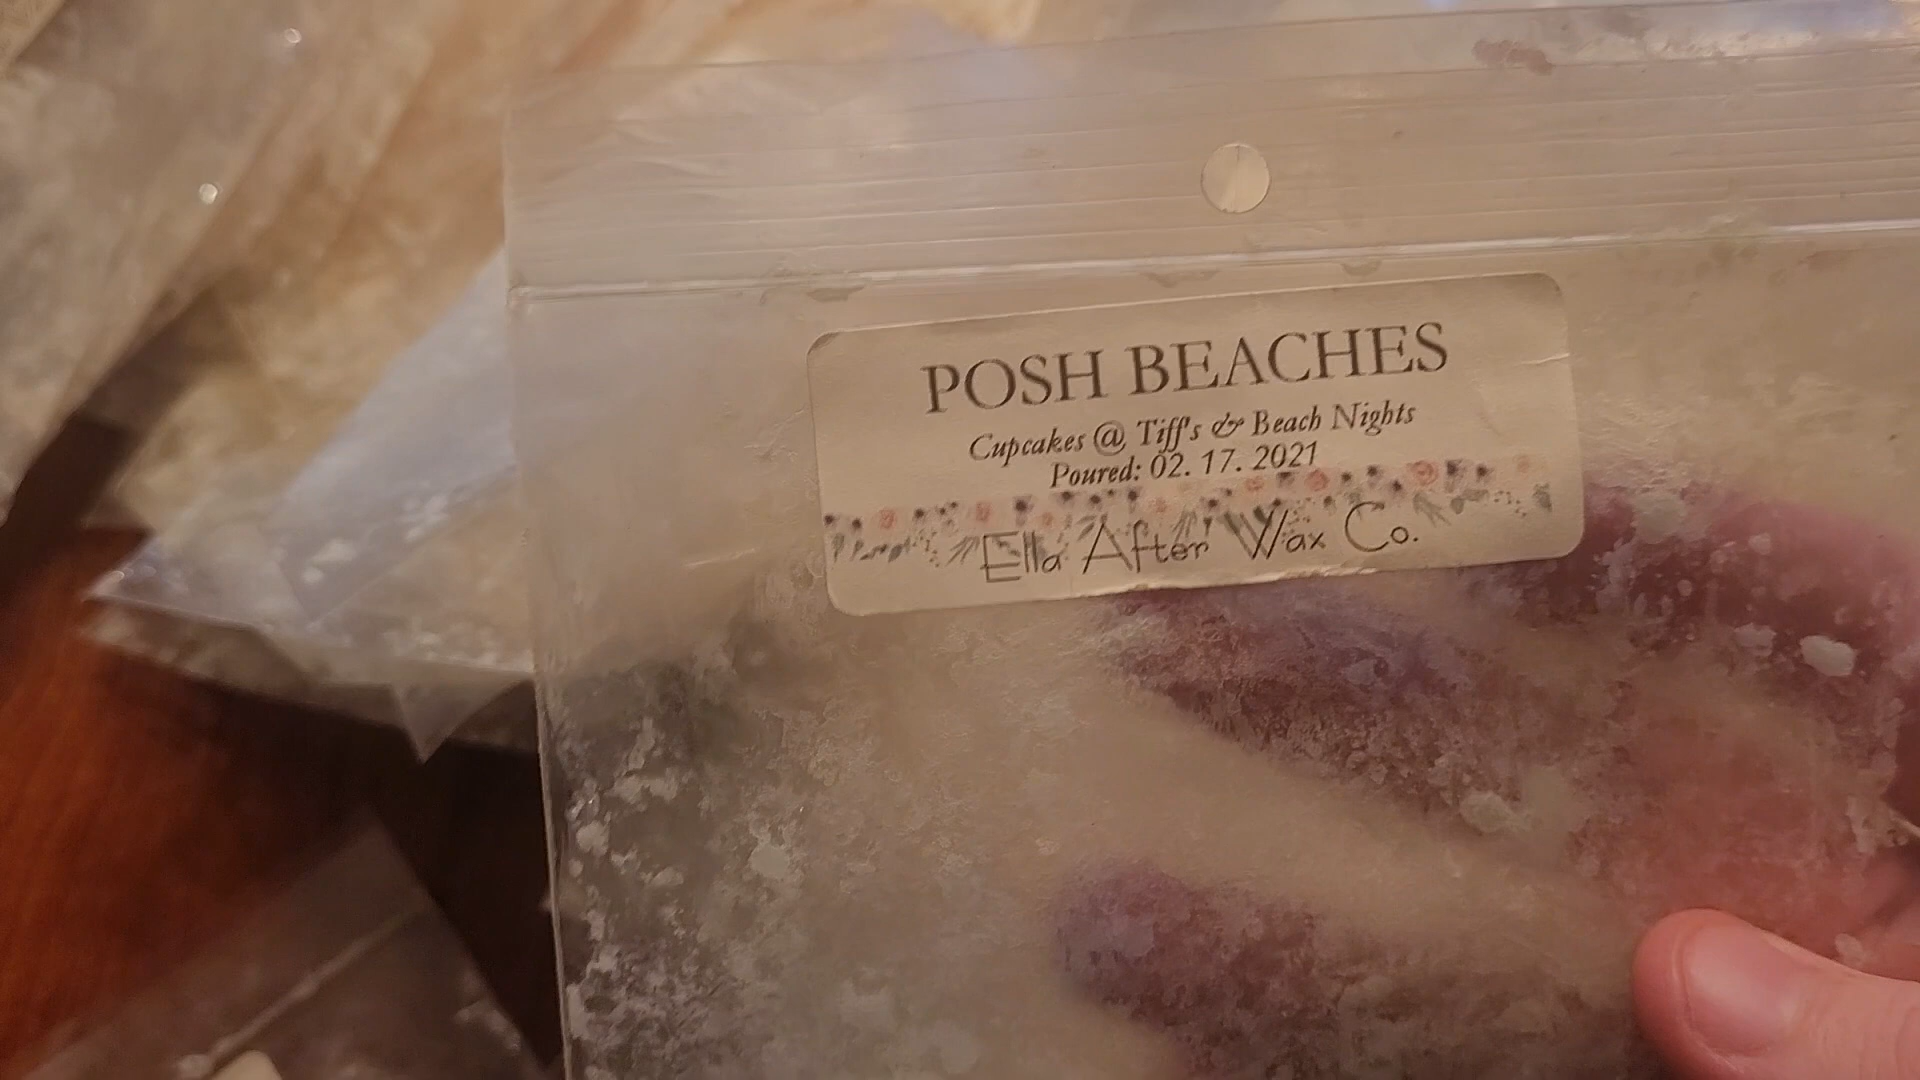 POSH BEACHES
Cupcakes @ Tiff's & Beach Nights
Poured: 02. 17. 2021
Ella After Wax Co.